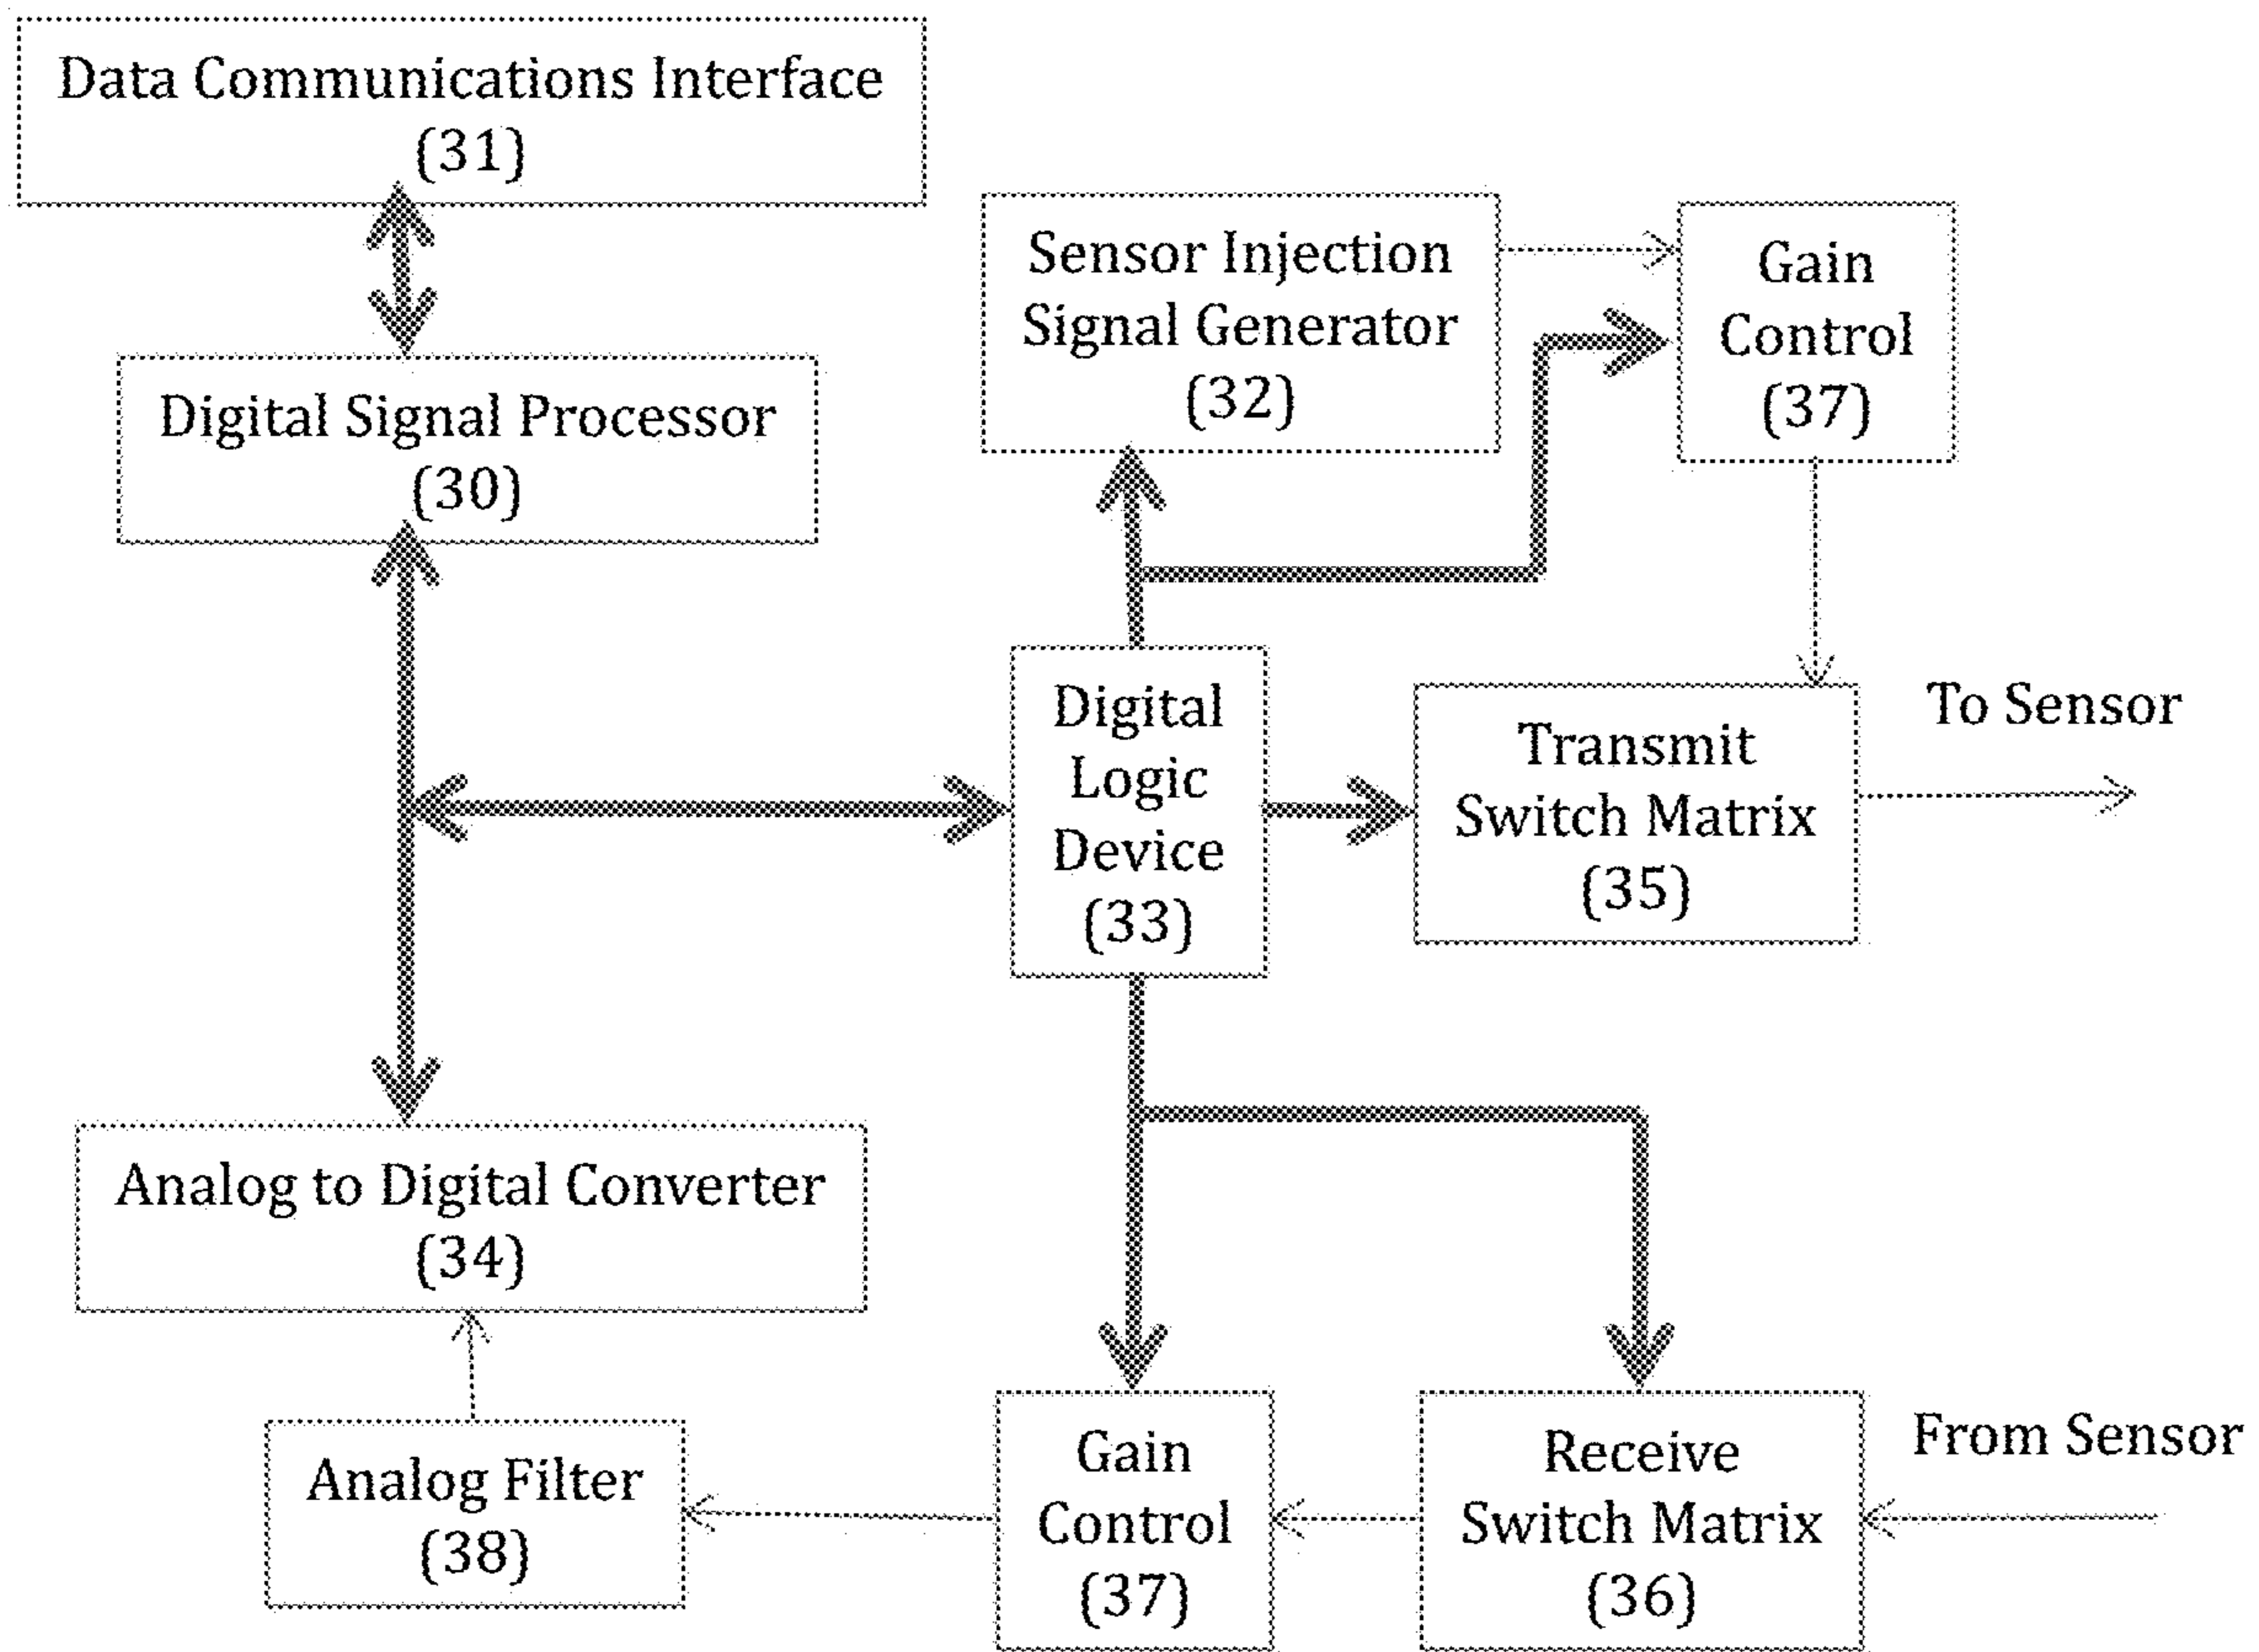 Data Communications Interface
(31)
Digital Signal Processor
(30)
Sensor Injection
Signal Generator
(32)
Gain
Control
(37)
Digital
Logic
Device
(33)
Transmit
Switch Matrix
(35)
To Sensor
Analog to Digital Converter
(34)
Analog Filter
(38)
Gain
Control
(37)
Receive
Switch Matrix
(36)
From Sensor